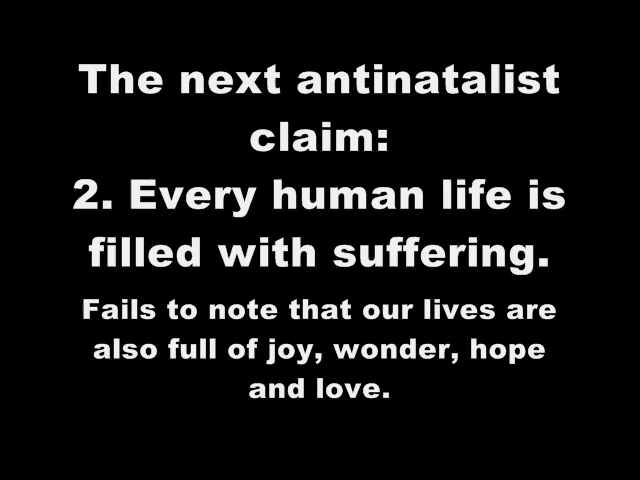 The next antinatalist
claim:
2. Every human life is
filled with suffering.
Fails to note that our lives are
also full of joy, wonder, hope
and love.